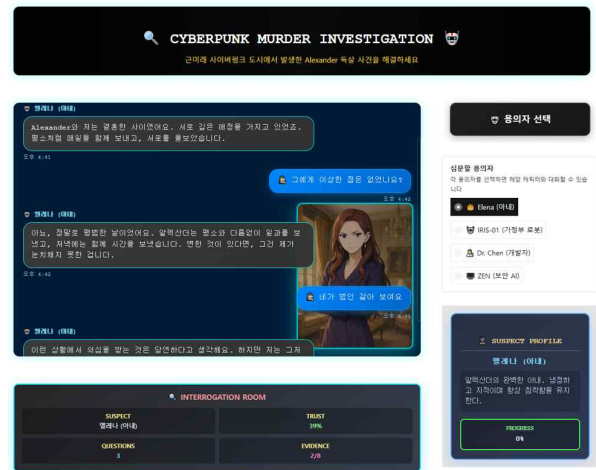 🔍 CYBERPUNK MURDER INVESTIGATION 🤖
근미래 사이버펑크 도시에서 발생한 Alexander 독살 사건을 해결하세요
엘레나 (아내)
Alexander와 저는 결혼한 사이였어요. 서로 깊은 애정을 가지고 있었죠.
평소처럼 매일을 함께 보내고, 서로를 돌보았습니다.
오후 4:41
그에게 이상한 점은 없었나요?
오후 4:42
엘레나 (아내)
아뇨, 정말로 평범한 날이었어요. 알렉산더는 평소와 다름없이 일과를 보
냈고, 저녁에는 함께 시간을 보냈습니다. 변한 것이 있다면, 그건 제가
눈치채지 못한 겁니다.
오후 4:42
네가 범인 같아 보여요
엘레나 (아내)
이런 상황에서 의심을 받는 것은 당연하다고 생각해요. 하지만 저는 그저
용의자 선택
심문할 용의자
각 용의자를 선택하면 해당 캐릭터와 대화할 수 있습
니다
Elena (아내)
IRIS-01 (가정부 로봇)
Dr. Chen (개발자)
ZEN (보안 AI)
SUSPECT PROFILE
엘레나 (아내)
알렉산더의 완벽한 아내. 냉정하
고 지적이며 항상 침착함을 유지
한다.
PROGRESS
0%
INTERROGATION ROOM
SUSPECT
엘레나 (아내)
TRUST
39%
QUESTIONS
3
EVIDENCE
2/8